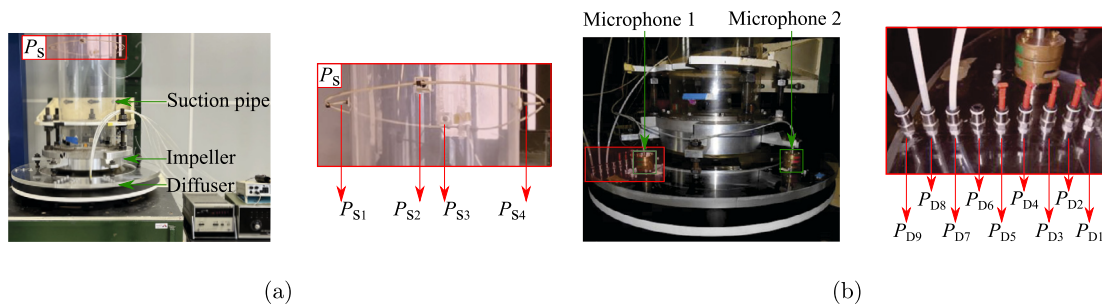 P_S
Suction pipe
Impeller
Diffuser
P_S
P_S1 P_S2 P_S3 P_S4
Microphone 1 Microphone 2
P_D8 P_D6 P_D4 P_D2
P_D9 P_D7 P_D5 P_D3 P_D1
(a) (b)